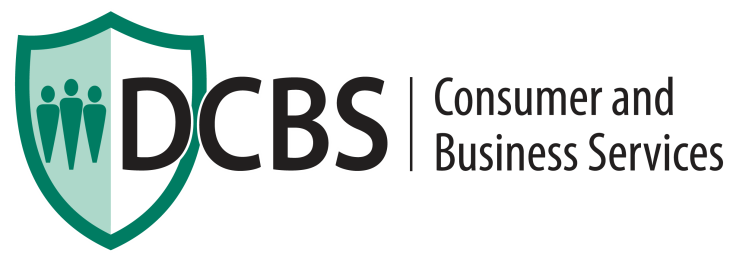 DCBS
Consumer and
Business Services